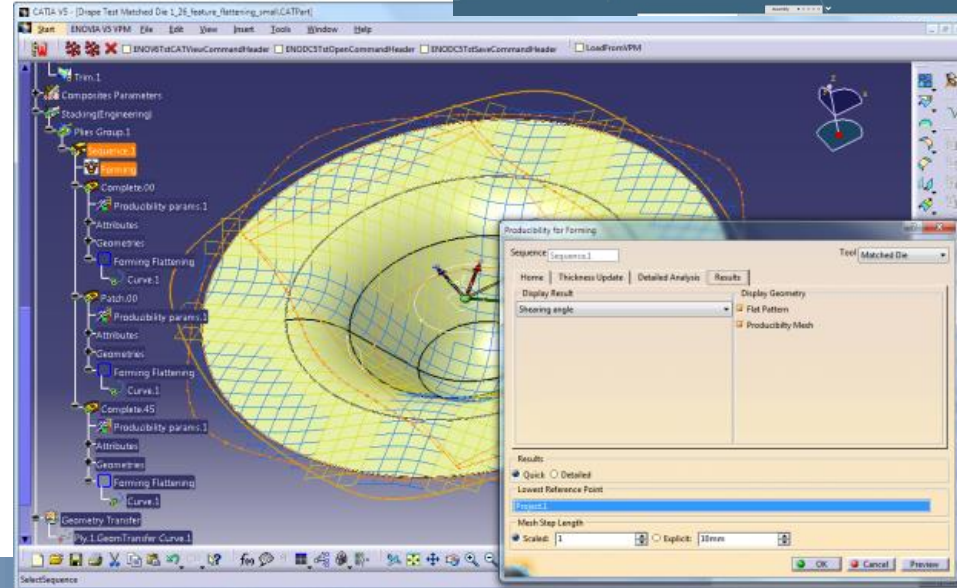 CATIA V5 - [Drape Test Matched Die 1_26_feature_flattening_small.CATPart]
Start ENOVIA V5 VPM File Edit View Insert Tools Window Help
ENOV6TstCATViewCommandHeader ENODC5TstOpenCommandHeader ENODC5TstSaveCommandHeader LoadFromVPM
Trim.1
Composites Parameters
Stacking(Engineering)
Plies Group.1
Sequence.1
Forming
Complete.00
Producibility params.1
Attributes
Geometries
Forming Flattening
Curve.1
Patch.00
Producibility params.1
Attributes
Geometries
Forming Flattening
Curve.1
Complete.45
Producibility params.1
Attributes
Geometries
Forming Flattening
Curve.1
Geometry Transfer
Ply.1.GeomTransfer Curve.1
SelectSequence
Producibility for Forming
Sequence Sequence.1 Tool Matched Die
Home Thickness Update Detailed Analysis Results
Display Result Display Geometry
Shearing angle Flat Pattern
Producibilty Mesh
Results
Quick Detailed
Lowest Reference Point
Project.1
Mesh Step Length
Scaled: 1 Explicit: 10mm
OK Cancel Preview